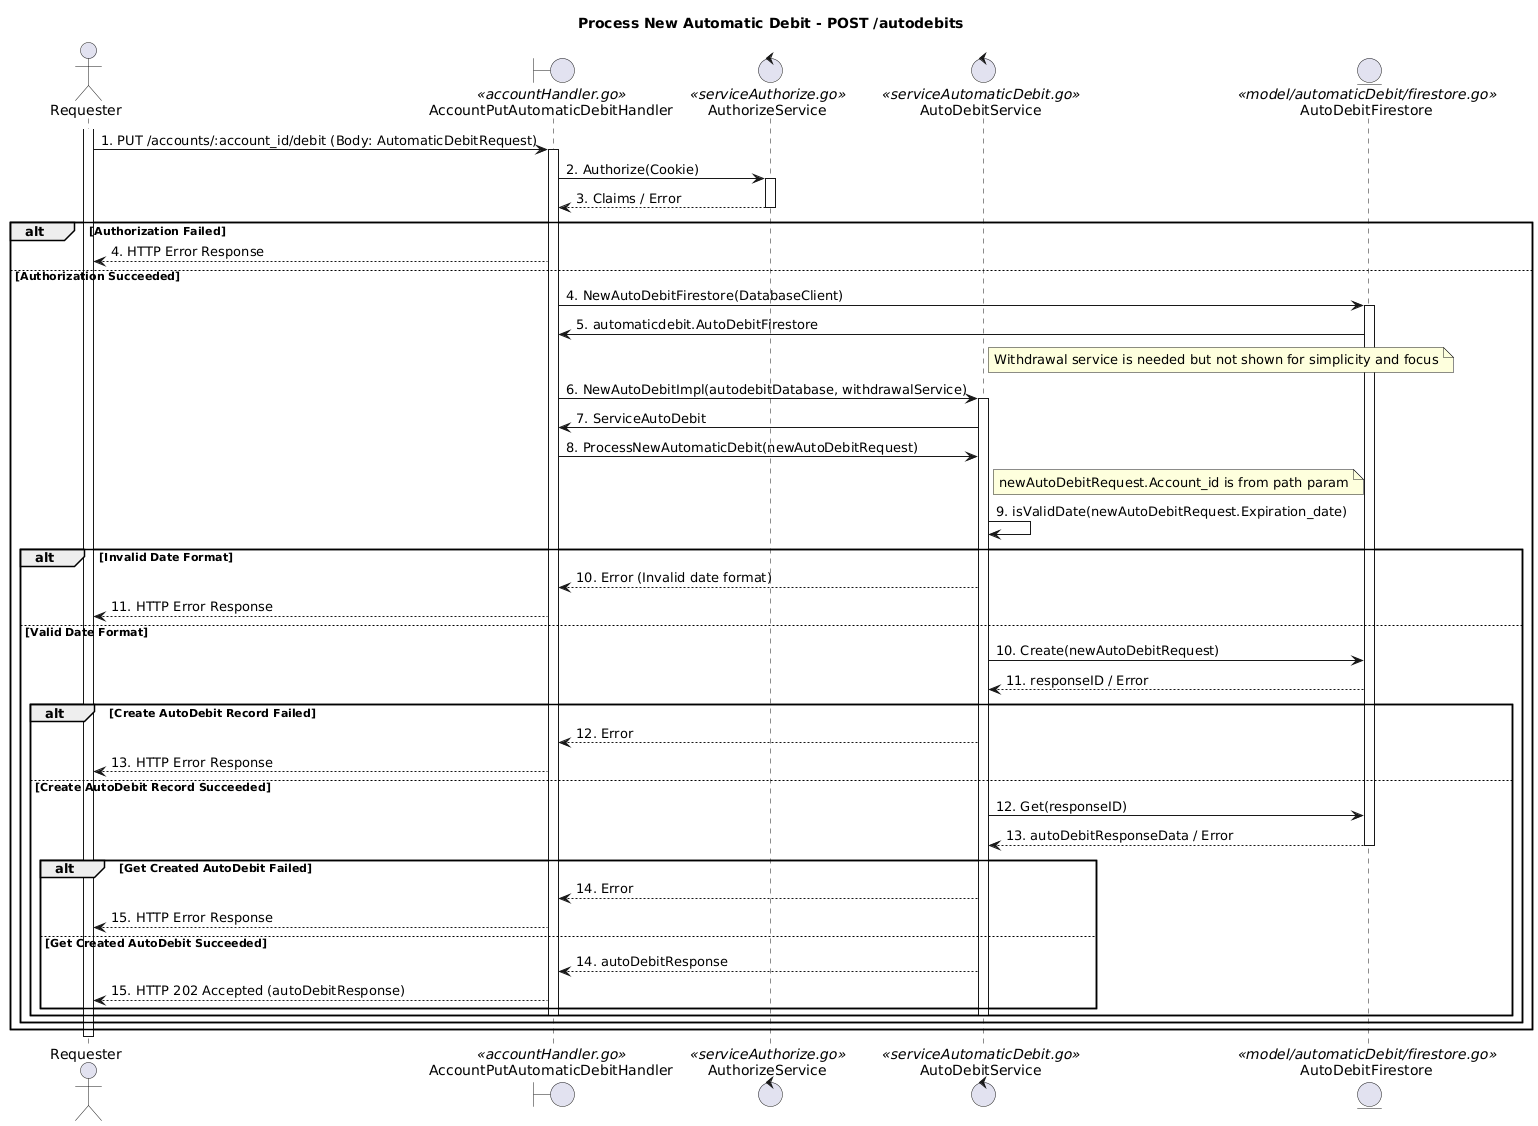 Process New Automatic Debit - POST /autodebits
«accountHandler.go» «serviceAuthorize.go» «serviceAutomaticDebit.go» «model/automaticDebit/firestore.go»
Requester AccountPutAutomaticDebitHandler AuthorizeService AutoDebitService AutoDebitFirestore
1. PUT /accounts/:account_id/debit (Body: AutomaticDebitRequest)
2. Authorize(Cookie)
3. Claims / Error
alt [Authorization Failed]
4. HTTP Error Response
[Authorization Succeeded]
4. NewAutoDebitFirestore(DatabaseClient)
5. automaticdebit.AutoDebitFirestore
Withdrawal service is needed but not shown for simplicity and focus
6. NewAutoDebitImpl(autodebitDatabase, withdrawalService)
7. ServiceAutoDebit
8. ProcessNewAutomaticDebit(newAutoDebitRequest)
newAutoDebitRequest.Account_id is from path param
9. isValidDate(newAutoDebitRequest.Expiration_date)
alt [Invalid Date Format]
10. Error (Invalid date format)
11. HTTP Error Response
[Valid Date Format]
10. Create(newAutoDebitRequest)
11. responseID / Error
alt [Create AutoDebit Record Failed]
12. Error
13. HTTP Error Response
[Create AutoDebit Record Succeeded]
12. Get(responseID)
13. autoDebitResponseData / Error
alt [Get Created AutoDebit Failed]
14. Error
15. HTTP Error Response
[Get Created AutoDebit Succeeded]
14. autoDebitResponse
15. HTTP 202 Accepted (autoDebitResponse)
Requester «accountHandler.go» «serviceAuthorize.go» «serviceAutomaticDebit.go» «model/automaticDebit/firestore.go»
AccountPutAutomaticDebitHandler AuthorizeService AutoDebitService AutoDebitFirestore